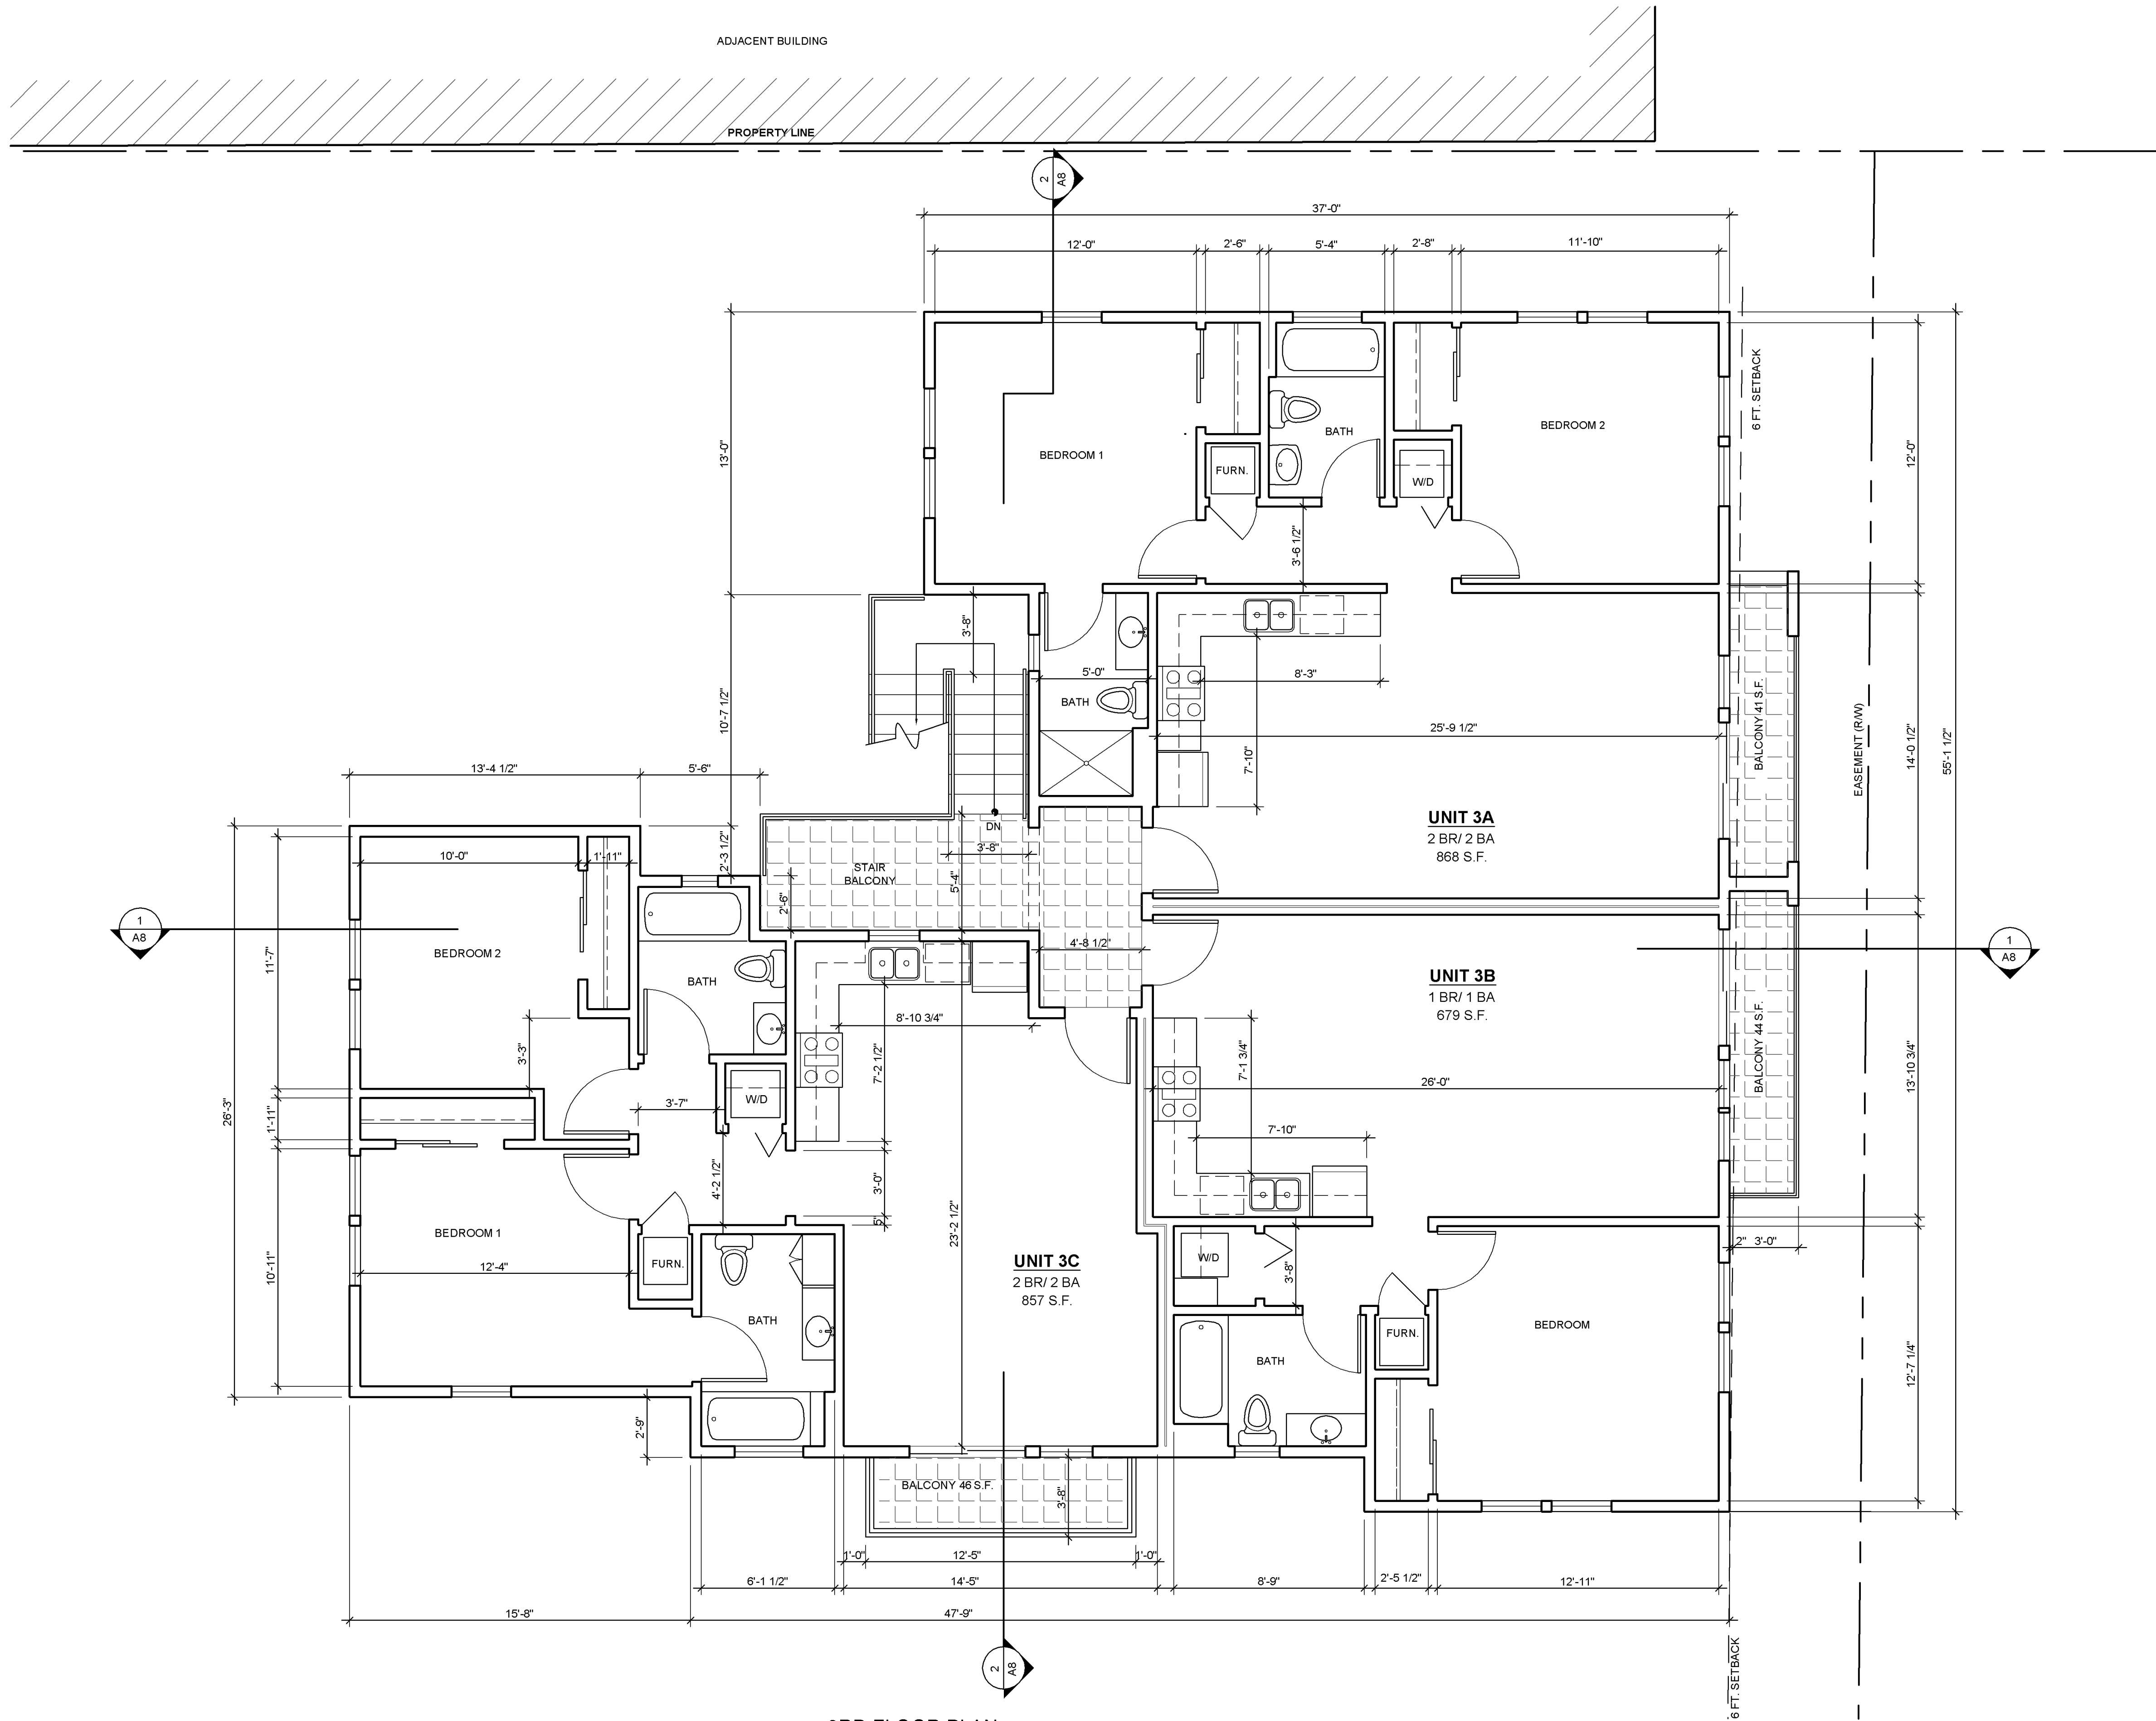 ADJACENT BUILDING
PROPERTY LINE
2
A8
37'-0"
12'-0"
2'-6"
5'-4"
2'-8"
11'-10"
6 FT. SETBACK
13'-0"
BATH
BEDROOM 2
BEDROOM 1
FURN.
W/D
12'-0"
3'-6 1/2"
3'-8"
10'-7 1/2"
5'-0"
8'-3"
BATH
BALCONY 41 S.F.
EASEMENT (R/W)
25'-9 1/2"
14'-0 1/2"
55'-1 1/2"
7'-10"
13'-4 1/2"
5'-6"
UNIT 3A
2 BR/ 2 BA
868 S.F.
DN
2'-3 1/2"
3'-8"
10'-0"
1'-11"
STAIR
BALCONY
5'-4"
2'-6"
1
A8
4'-8 1/2"
1
A8
BEDROOM 2
11'-7"
BATH
UNIT 3B
1 BR/ 1 BA
679 S.F.
8'-10 3/4"
3'-3"
7'-2 1/2"
7'-1 3/4"
BALCONY 44 S.F.
13'-10 3/4"
26'-0"
26'-3"
W/D
3'-7"
1'-11"
7'-10"
4'-2 1/2"
3'-0"
5"
23'-2 1/2"
BEDROOM 1
10'-11"
2"
3'-0"
12'-4"
FURN.
UNIT 3C
2 BR/ 2 BA
857 S.F.
W/D
3'-8"
BATH
BEDROOM
FURN.
BATH
12'-7 1/4"
2'-9"
BALCONY 46 S.F.
3'-8"
1'-0"
12'-5"
1'-0"
6'-1 1/2"
14'-5"
8'-9"
2'-5 1/2"
12'-11"
15'-8"
47'-9"
2
A8
6 FT. SETBACK
3RD FLOOR PLAN